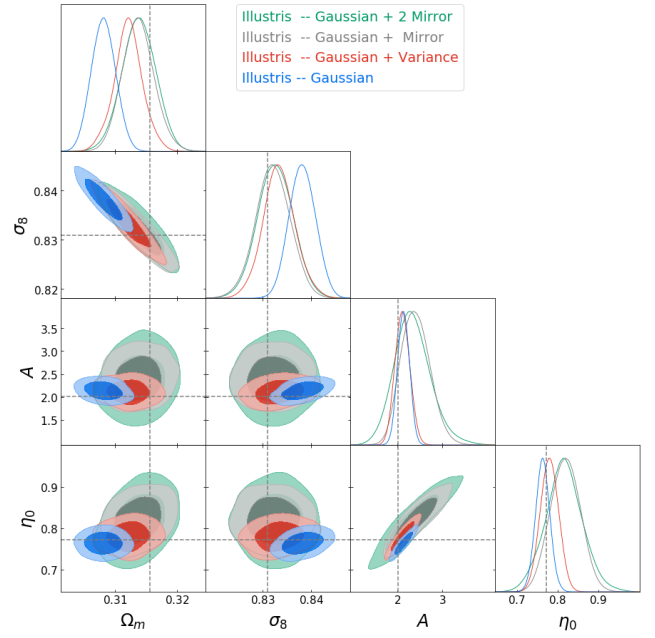 Illustris -- Gaussian + 2 Mirror
Illustris -- Gaussian + Mirror
Illustris -- Gaussian + Variance
Illustris -- Gaussian
σ8
0.84
0.83
0.82
A
3.5
3.0
2.5
2.0
1.5
η0
0.9
0.8
0.7
0.31 0.32
0.83 0.84
2 3
0.7 0.8 0.9
Ωm
σ8
A
η0